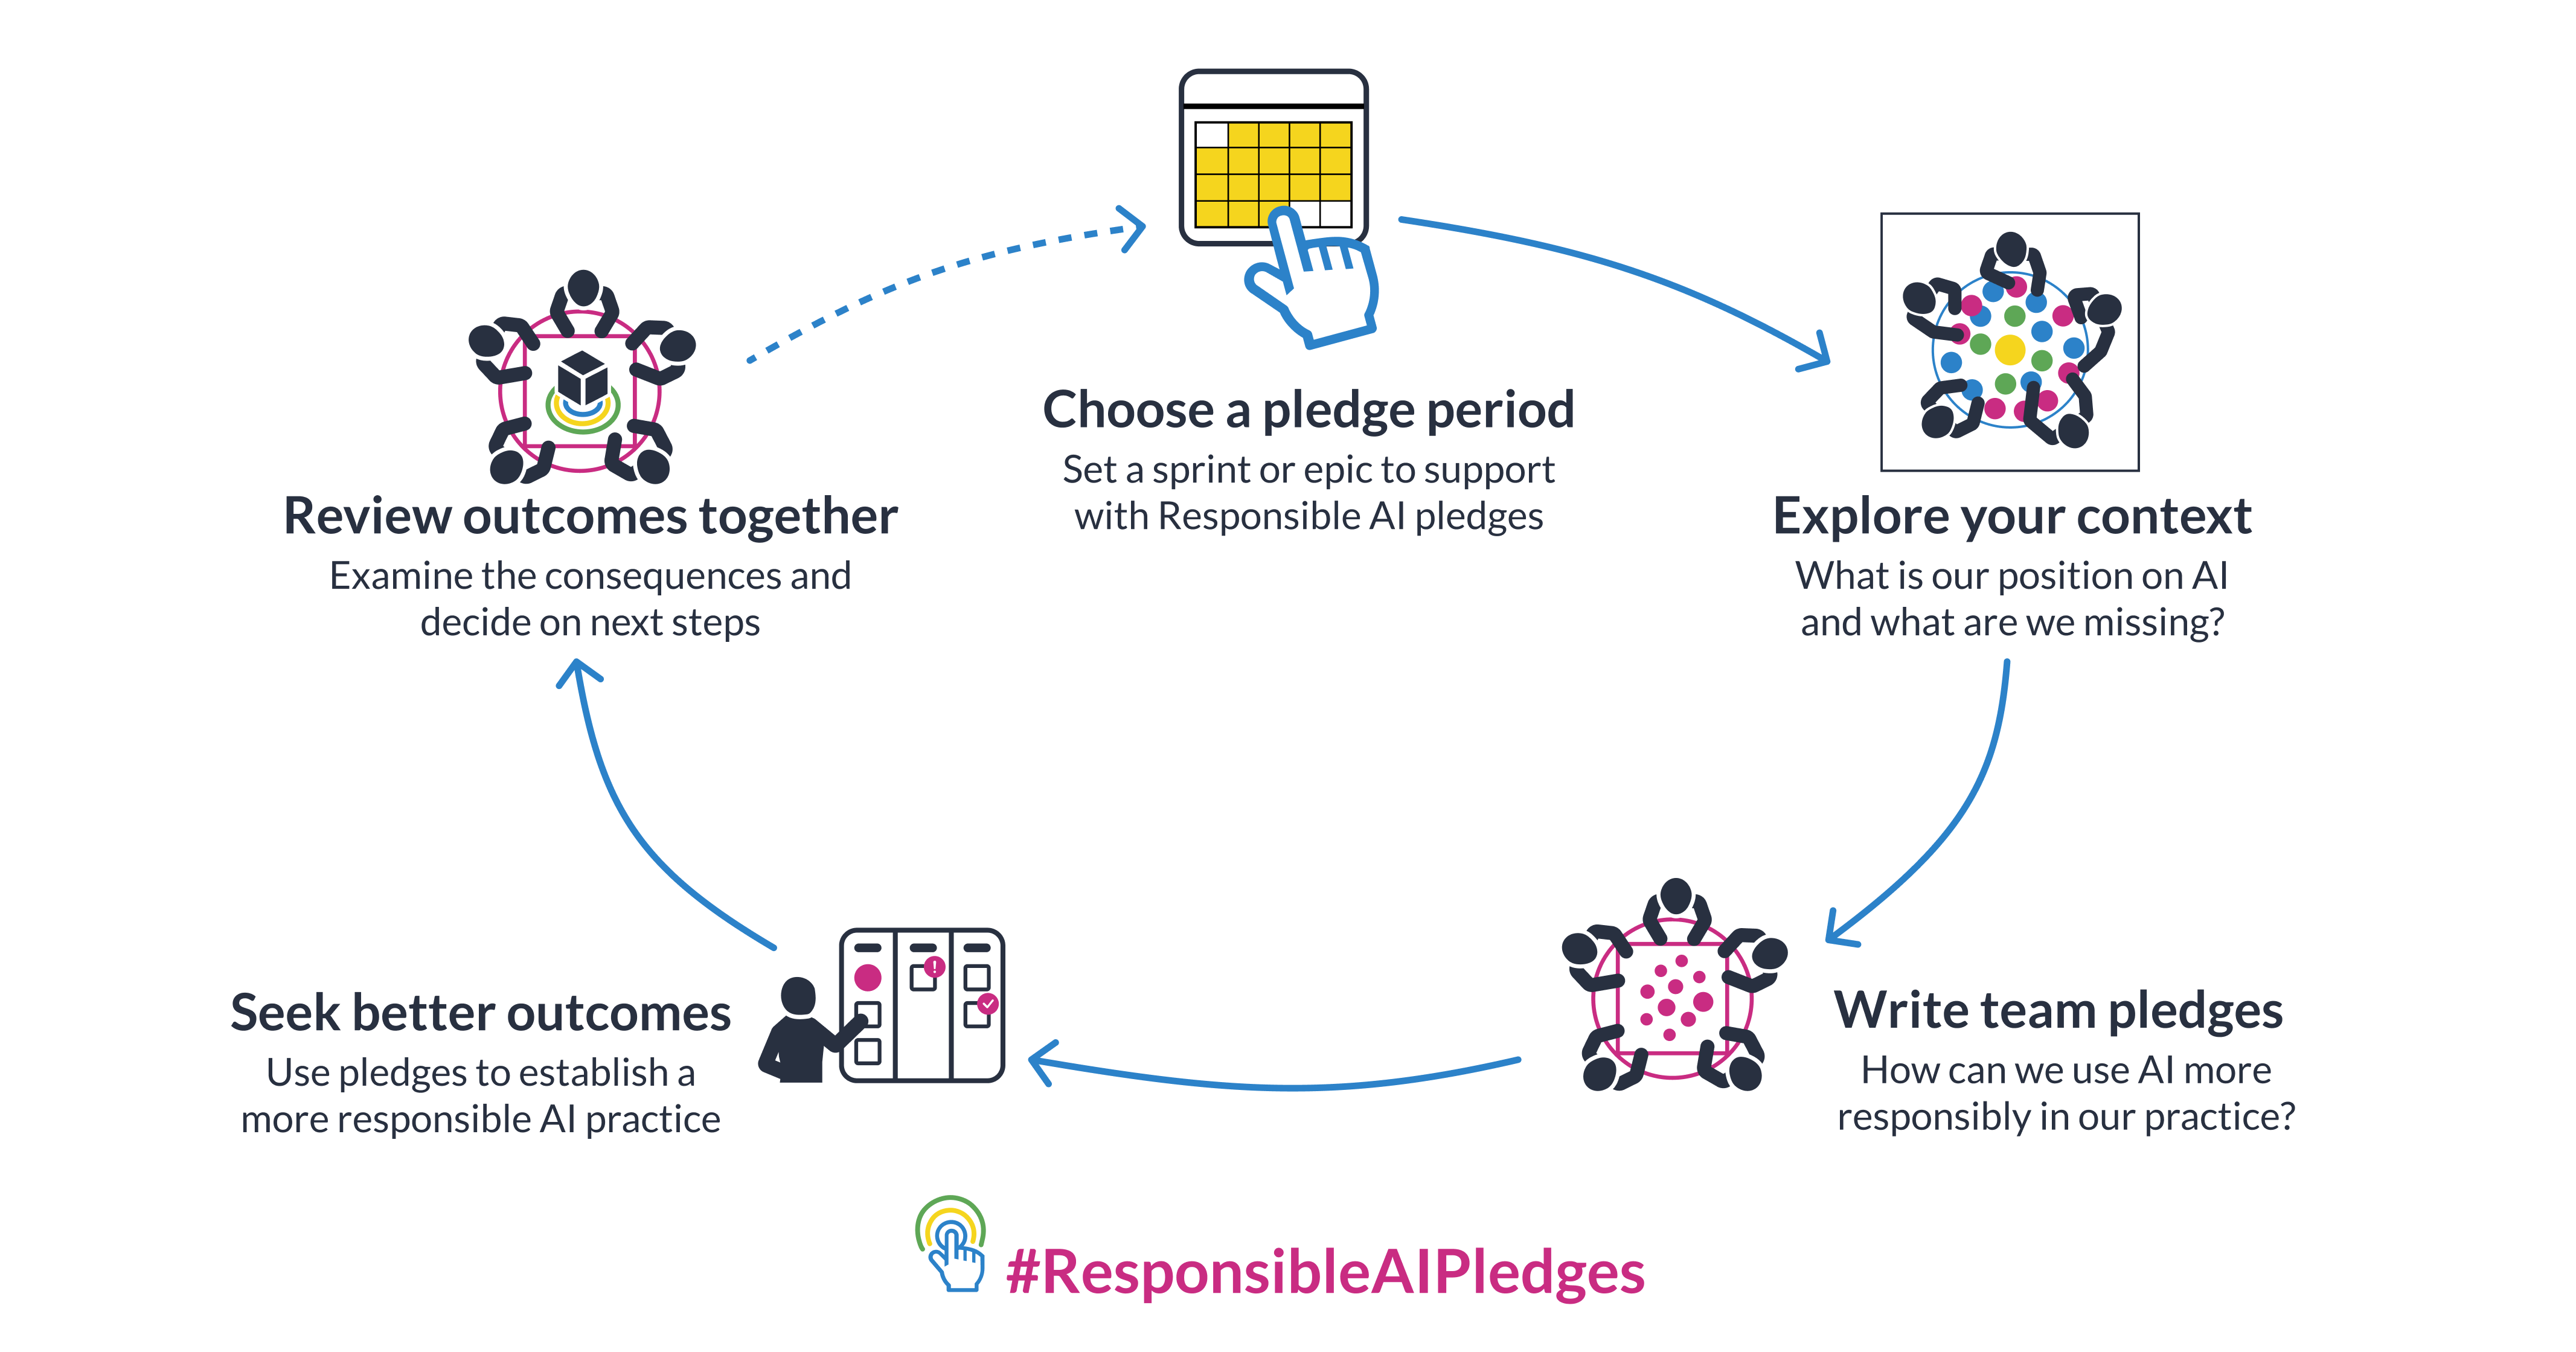 Choose a pledge period
Set a sprint or epic to support
with Responsible AI pledges
Explore your context
What is our position on AI
and what are we missing?
Write team pledges
How can we use AI more
responsibly in our practice?
Seek better outcomes
Use pledges to establish a
more responsible AI practice
Review outcomes together
Examine the consequences and
decide on next steps
#ResponsibleAIPledges